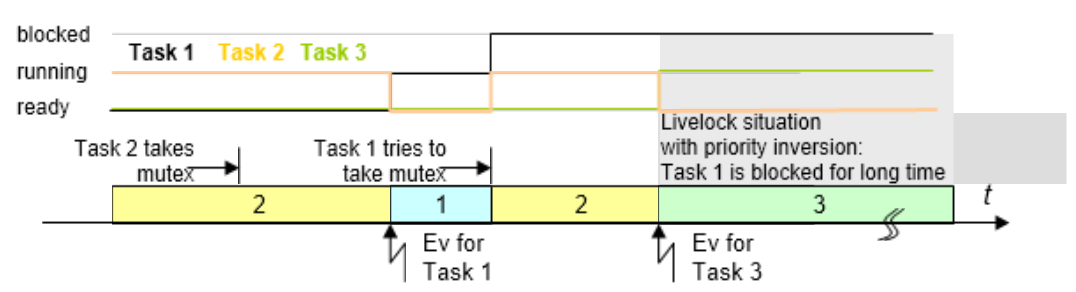 blocked
Task 1 Task 2 Task 3
running
ready
Task 2 takes
mutex
Task 1 tries to
take mutex
Livelock situation
with priority inversion:
Task 1 is blocked for long time
2
1
2
3
t
Ev for
Task 1
Ev for
Task 3